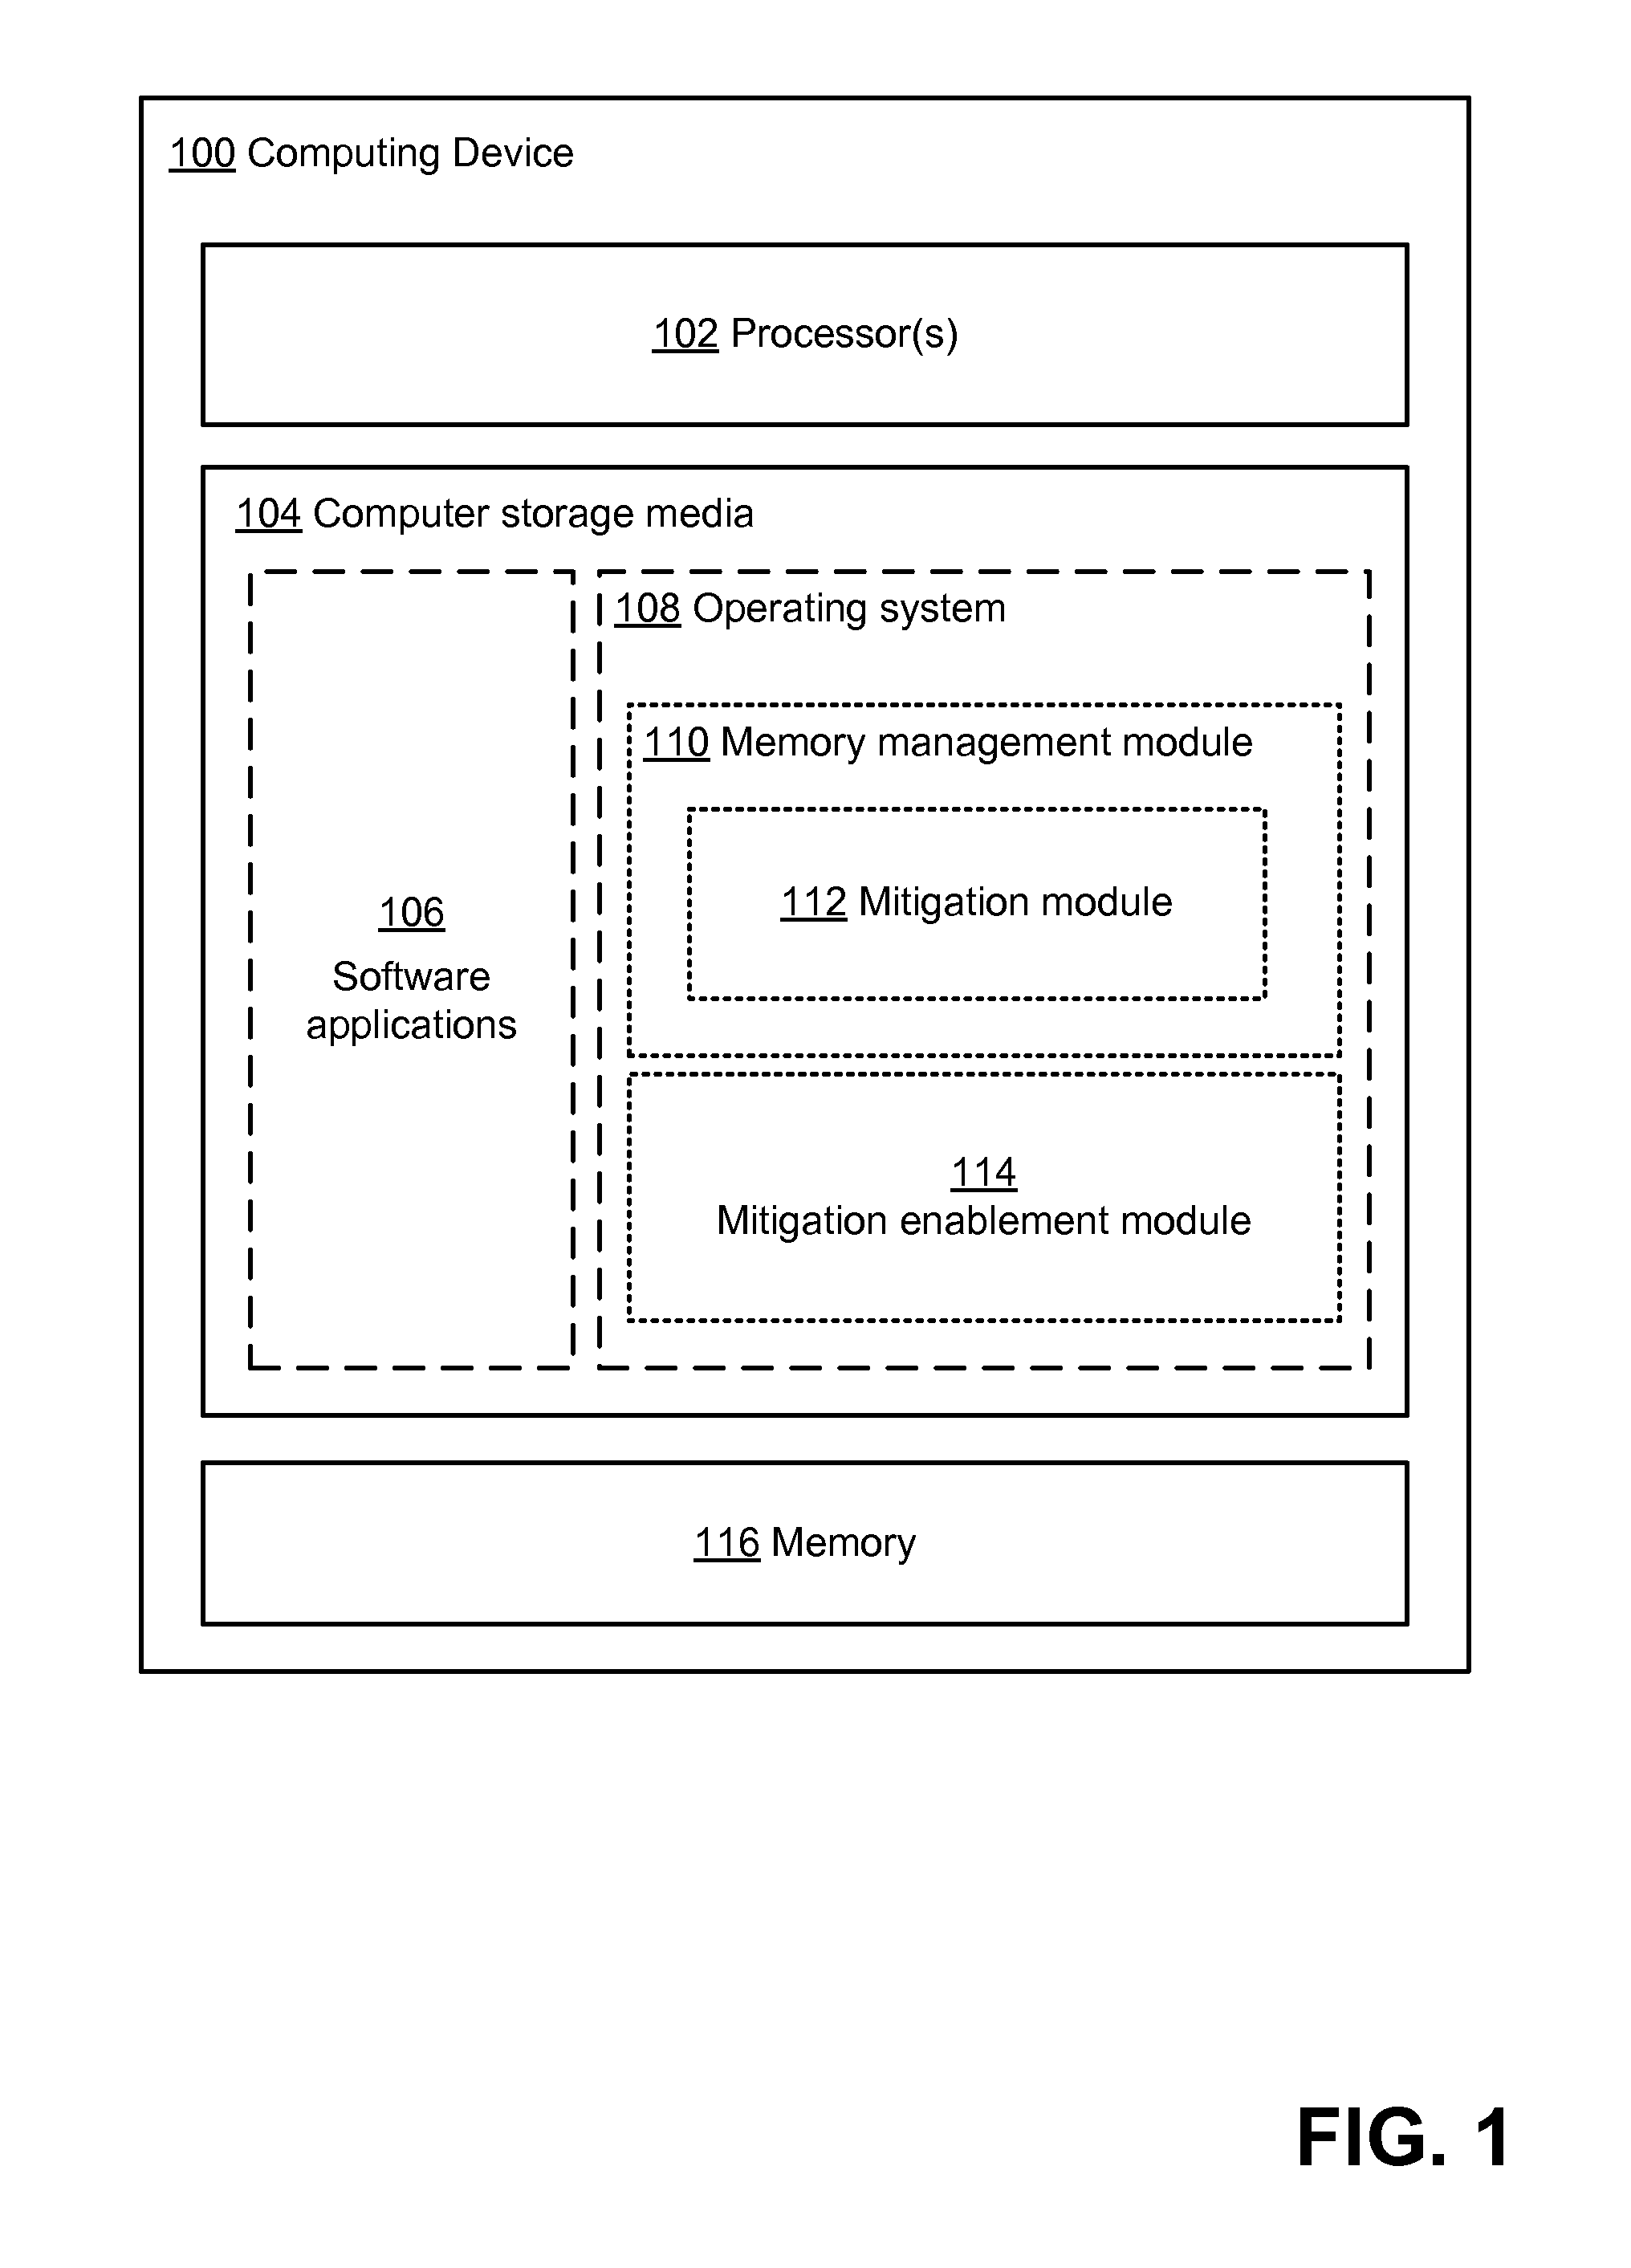 100 Computing Device
102 Processor(s)
104 Computer storage media
108 Operating system
110 Memory management module
112 Mitigation module
106
Software
applications
114
Mitigation enablement module
116 Memory
FIG. 1